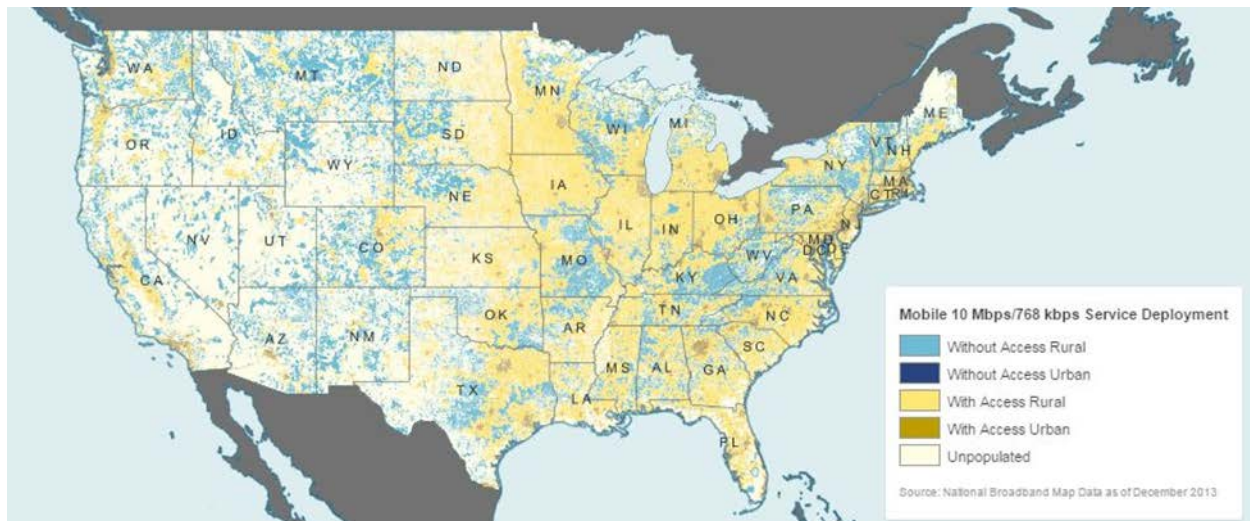 WA
MT
ND
MN
ME
OR
ID
SD
WI
MI
VT
NH
WY
NY
MA
IA
CT
RI
NE
PA
NJ
NV
UT
CO
IL
IN
OH
MD
DC
DE
WV
CA
KS
MO
KY
VA
AZ
NM
OK
AR
TN
NC
SC
TX
LA
MS
AL
GA
FL
Mobile 10 Mbps/768 kbps Service Deployment
Without Access Rural
Without Access Urban
With Access Rural
With Access Urban
Unpopulated
Source: National Broadband Map Data as of December 2013